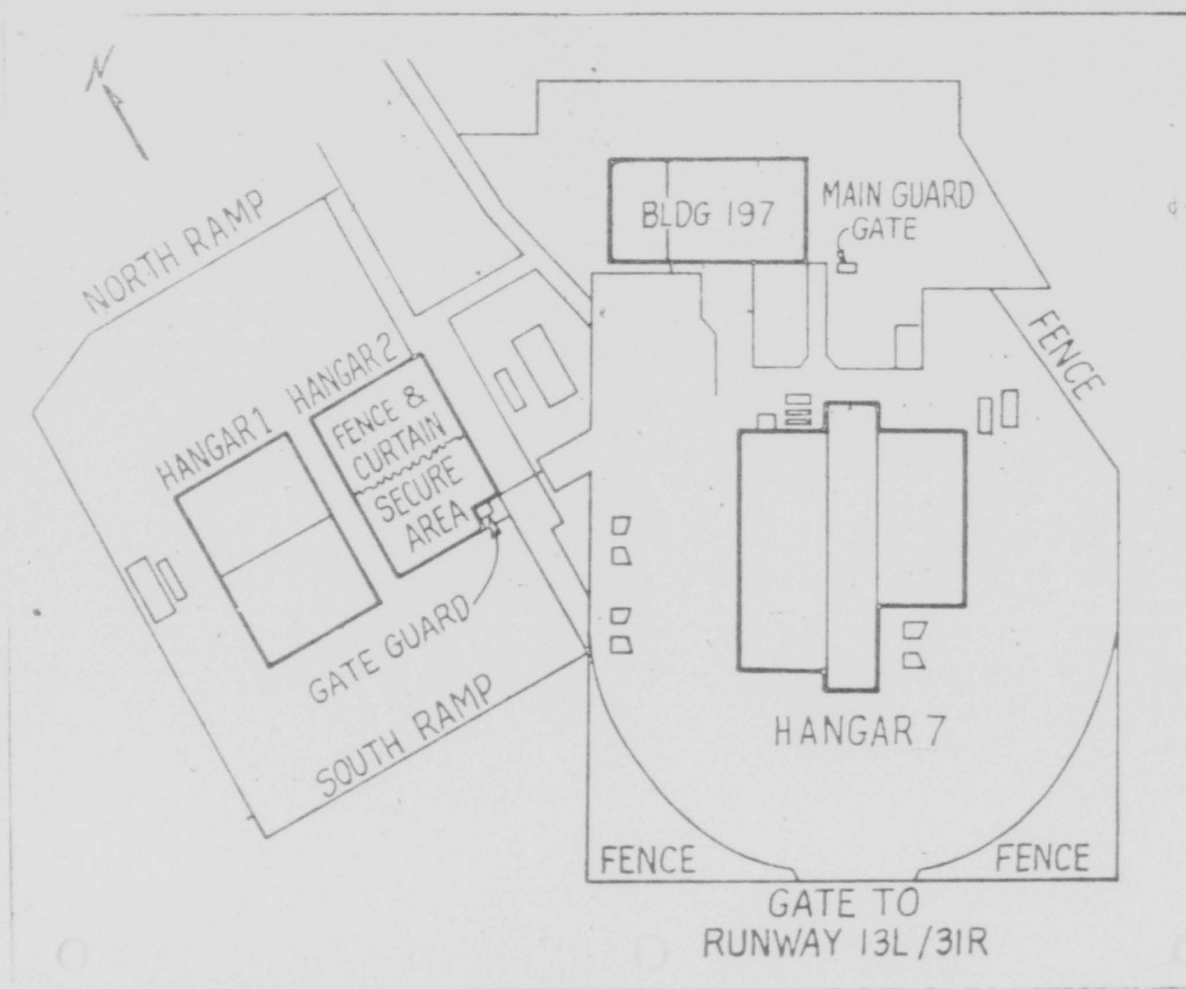 N
NORTH RAMP
BLDG 197
MAIN GUARD
GATE
FENCE
HANGAR 1
HANGAR 2
FENCE &
CURTAIN
SECURE
AREA
GATE GUARD
SOUTH RAMP
HANGAR 7
FENCE
FENCE
GATE TO
RUNWAY 13L/31R